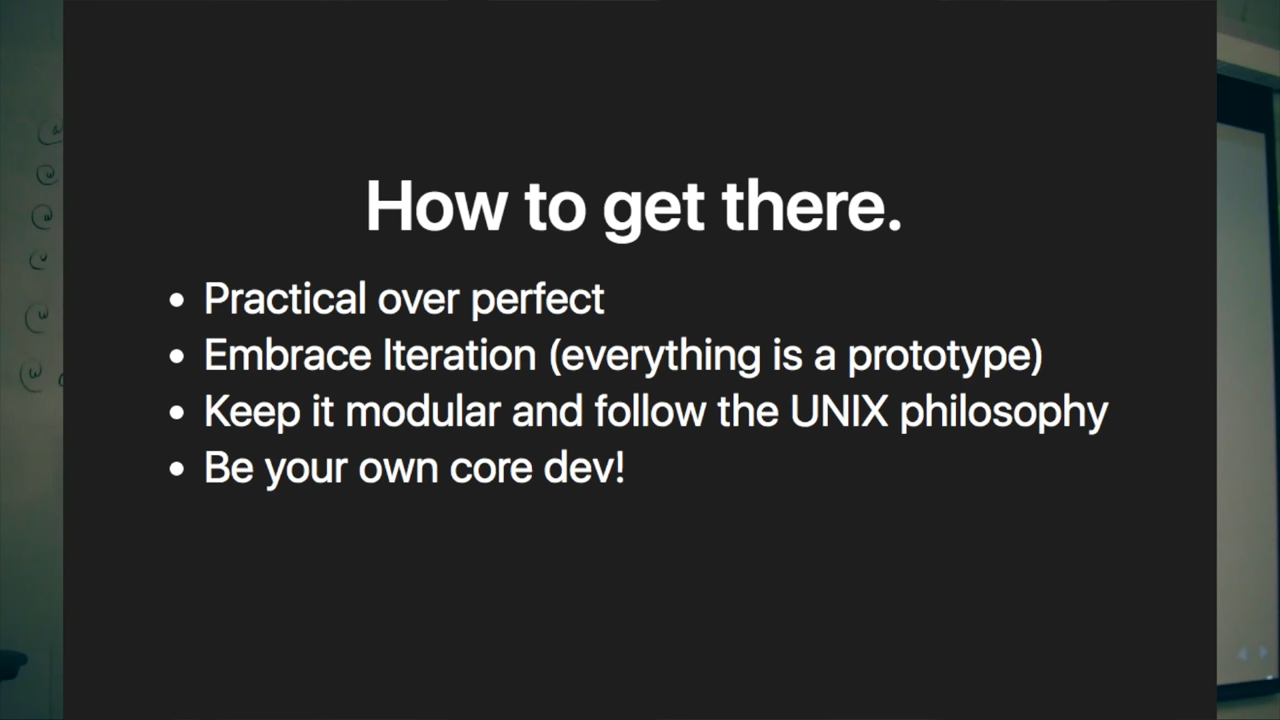 How to get there.
Practical over perfect
Embrace Iteration (everything is a prototype)
Keep it modular and follow the UNIX philosophy
Be your own core dev!